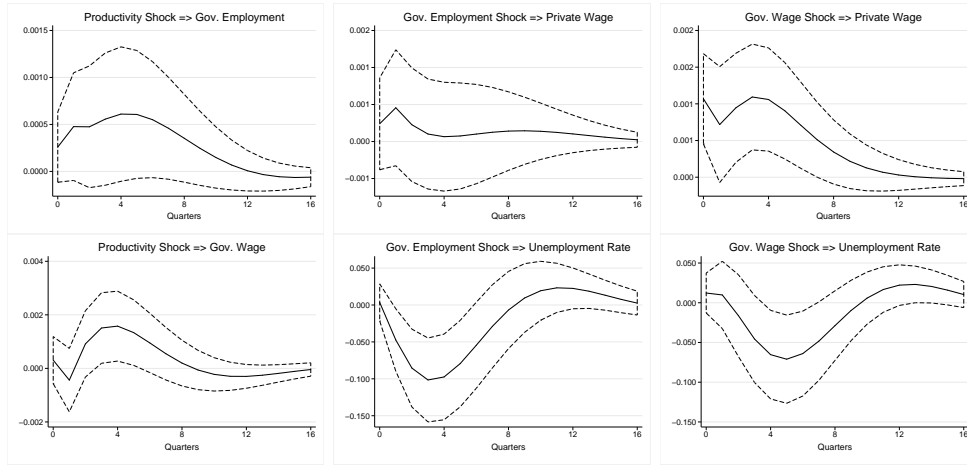 Productivity Shock => Gov. Employment
0.0015
0.0010
0.0005
0.0000
0 4 8 12 16
Quarters
Gov. Employment Shock => Private Wage
0.002
0.001
0.001
0.000
−0.001
0 4 8 12 16
Quarters
Gov. Wage Shock => Private Wage
0.002
0.002
0.001
0.001
0.000
0 4 8 12 16
Quarters
Productivity Shock => Gov. Wage
0.004
0.002
0.000
−0.002
0 4 8 12 16
Quarters
Gov. Employment Shock => Unemployment Rate
0.050
0.000
−0.050
−0.100
−0.150
0 4 8 12 16
Quarters
Gov. Wage Shock => Unemployment Rate
0.050
0.000
−0.050
−0.100
−0.150
0 4 8 12 16
Quarters